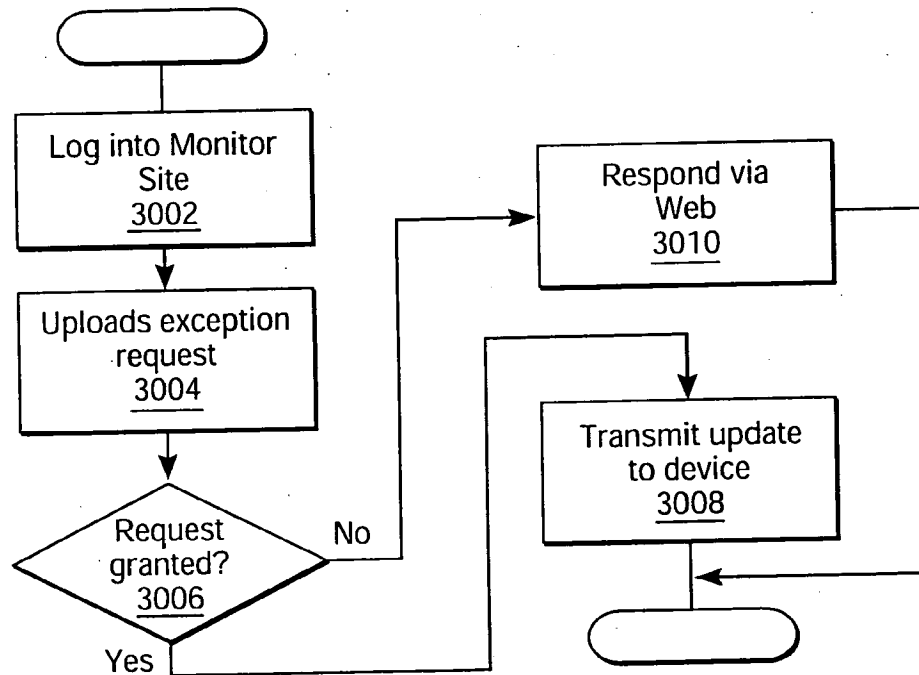 Log into Monitor
Site
3002
Uploads exception
request
3004
Request
granted?
3006
No
Yes
Respond via
Web
3010
Transmit update
to device
3008